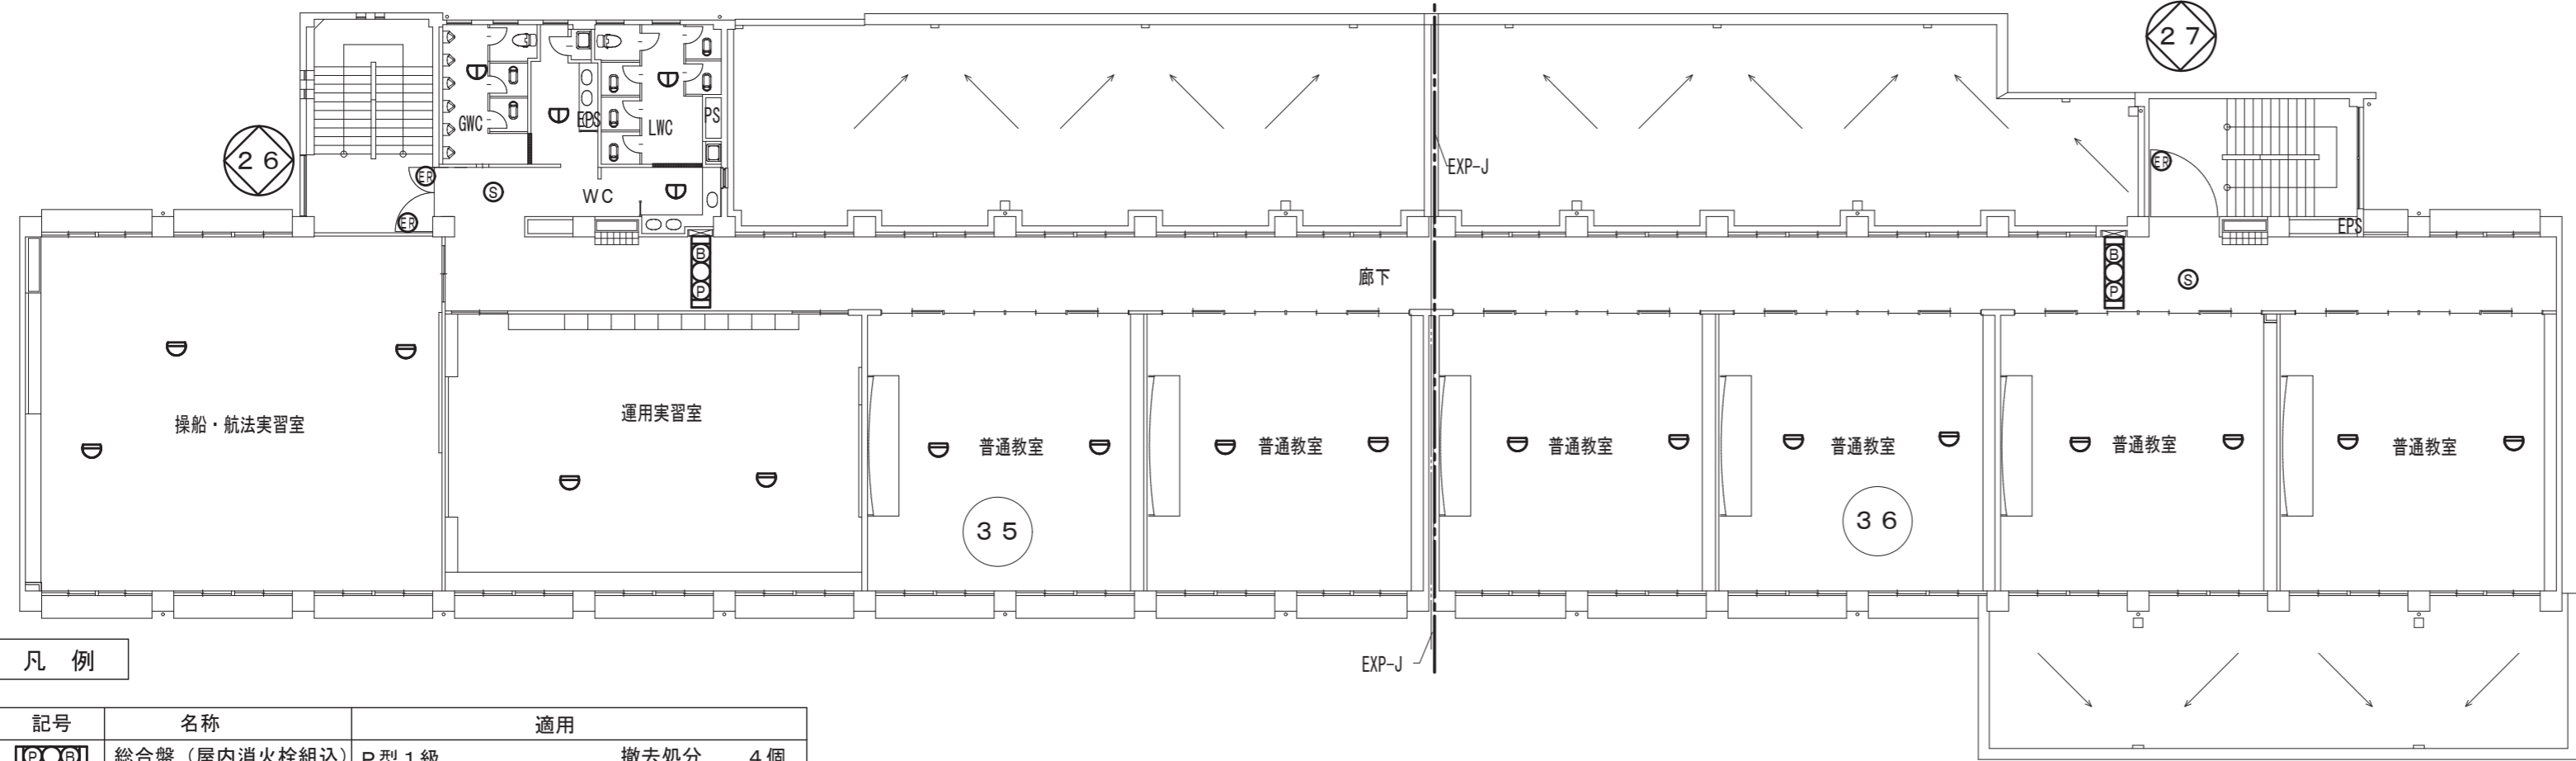 ２７
２６
GWC
EPS
LWC
PS
ER
ER
S
ＷＣ
ER
EXP-J
EPS
B
P
廊下
B
P
S
操船・航法実習室
運用実習室
普通教室
普通教室
普通教室
普通教室
普通教室
普通教室
３５
３６
EXP-J
凡　例
記号　名称　適用
P B　総合盤（屋内消火栓組込）　Ｐ型１級　撤去処分　４個